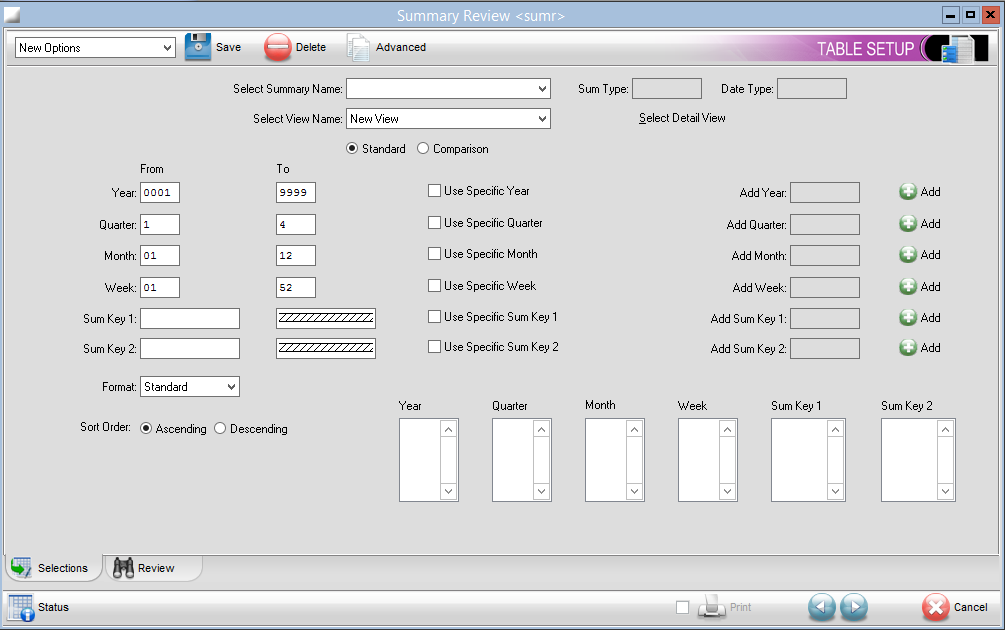 Summary Review <sumr>
New Options Save Delete Advanced TABLE SETUP
Select Summary Name: Sum Type: Date Type:
Select View Name: New View Select Detail View
Standard Comparison
From To
Year: 0001 9999 Use Specific Year Add Year: Add
Quarter: 1 4 Use Specific Quarter Add Quarter: Add
Month: 01 12 Use Specific Month Add Month: Add
Week: 01 52 Use Specific Week Add Week: Add
Sum Key 1: Use Specific Sum Key 1 Add Sum Key 1: Add
Sum Key 2: Use Specific Sum Key 2 Add Sum Key 2: Add
Format: Standard
Year Quarter Month Week Sum Key 1 Sum Key 2
Sort Order: Ascending Descending
Selections Review
Status Print Cancel